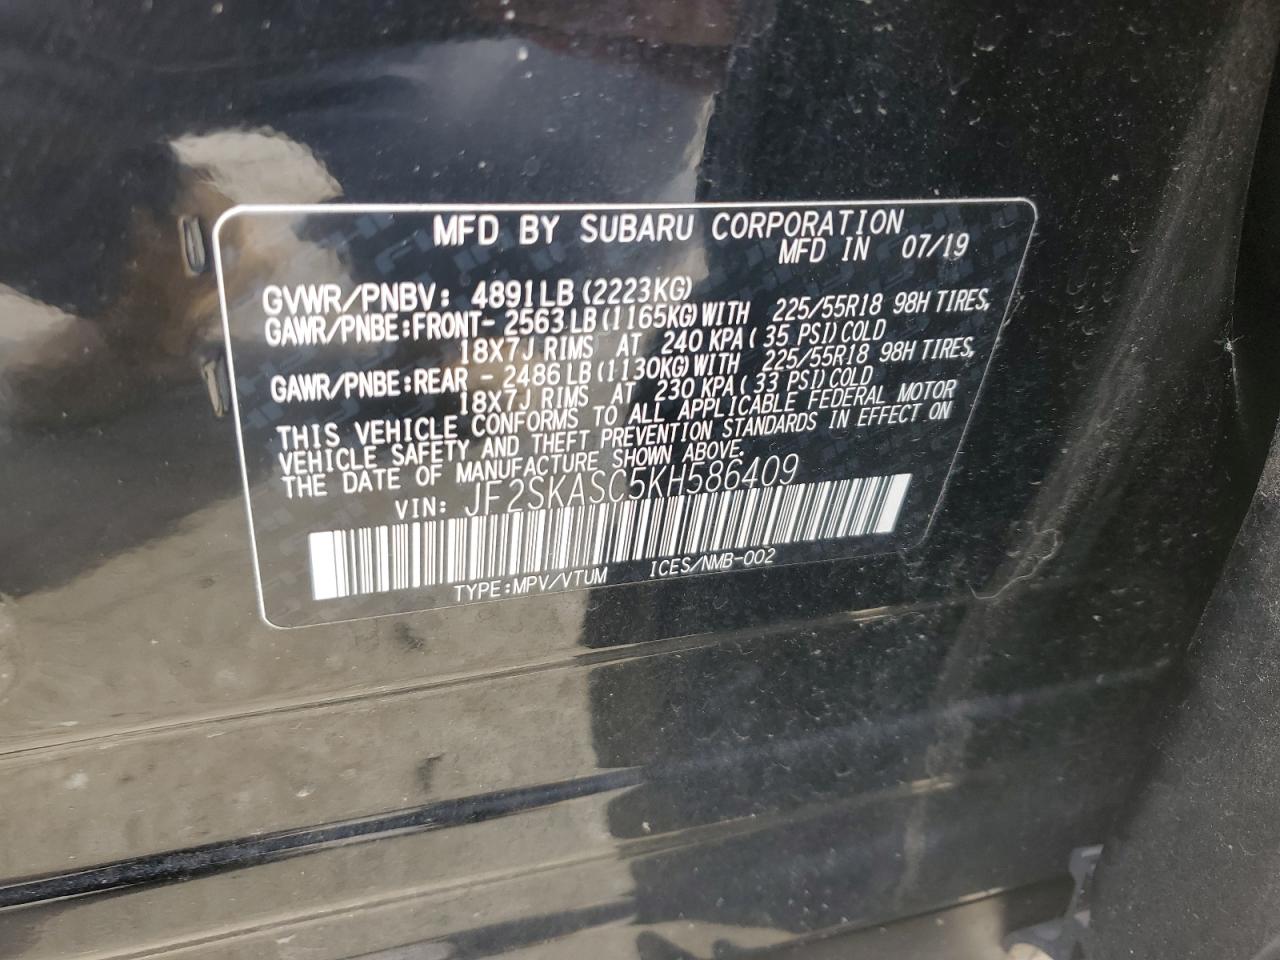 MFD BY SUBARU CORPORATION
MFD IN 07/19
GVWR/PNBV: 4891LB (2223KG)
GAWR/PNBE:FRONT- 2563 LB (1165KG) WITH 225/55R18 98H TIRES,
18X7J RIMS AT 240 KPA ( 35 PSI) COLD
GAWR/PNBE:REAR - 2486 LB (1130KG) WITH 225/55R18 98H TIRES,
18X7J RIMS AT 230 KPA ( 33 PSI) COLD
THIS VEHICLE CONFORMS TO ALL APPLICABLE FEDERAL MOTOR
VEHICLE SAFETY AND THEFT PREVENTION STANDARDS IN EFFECT ON
THE DATE OF MANUFACTURE SHOWN ABOVE.
VIN: JF2SKASC5KH586409
TYPE:MPV/VTUM ICES/NMB-002